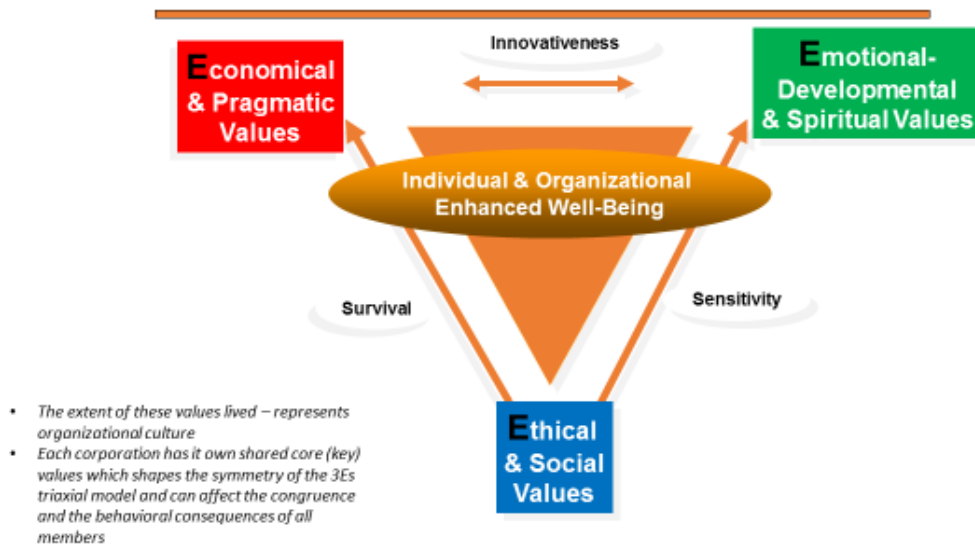 Innovativeness
Economical
& Pragmatic
Values
Emotional-
Developmental
& Spiritual Values
Individual & Organizational
Enhanced Well-Being
Survival
Sensitivity
Ethical
& Social
Values
• The extent of these values lived – represents
organizational culture
• Each corporation has it own shared core (key)
values which shapes the symmetry of the 3Es
triaxial model and can affect the congruence
and the behavioral consequences of all
members